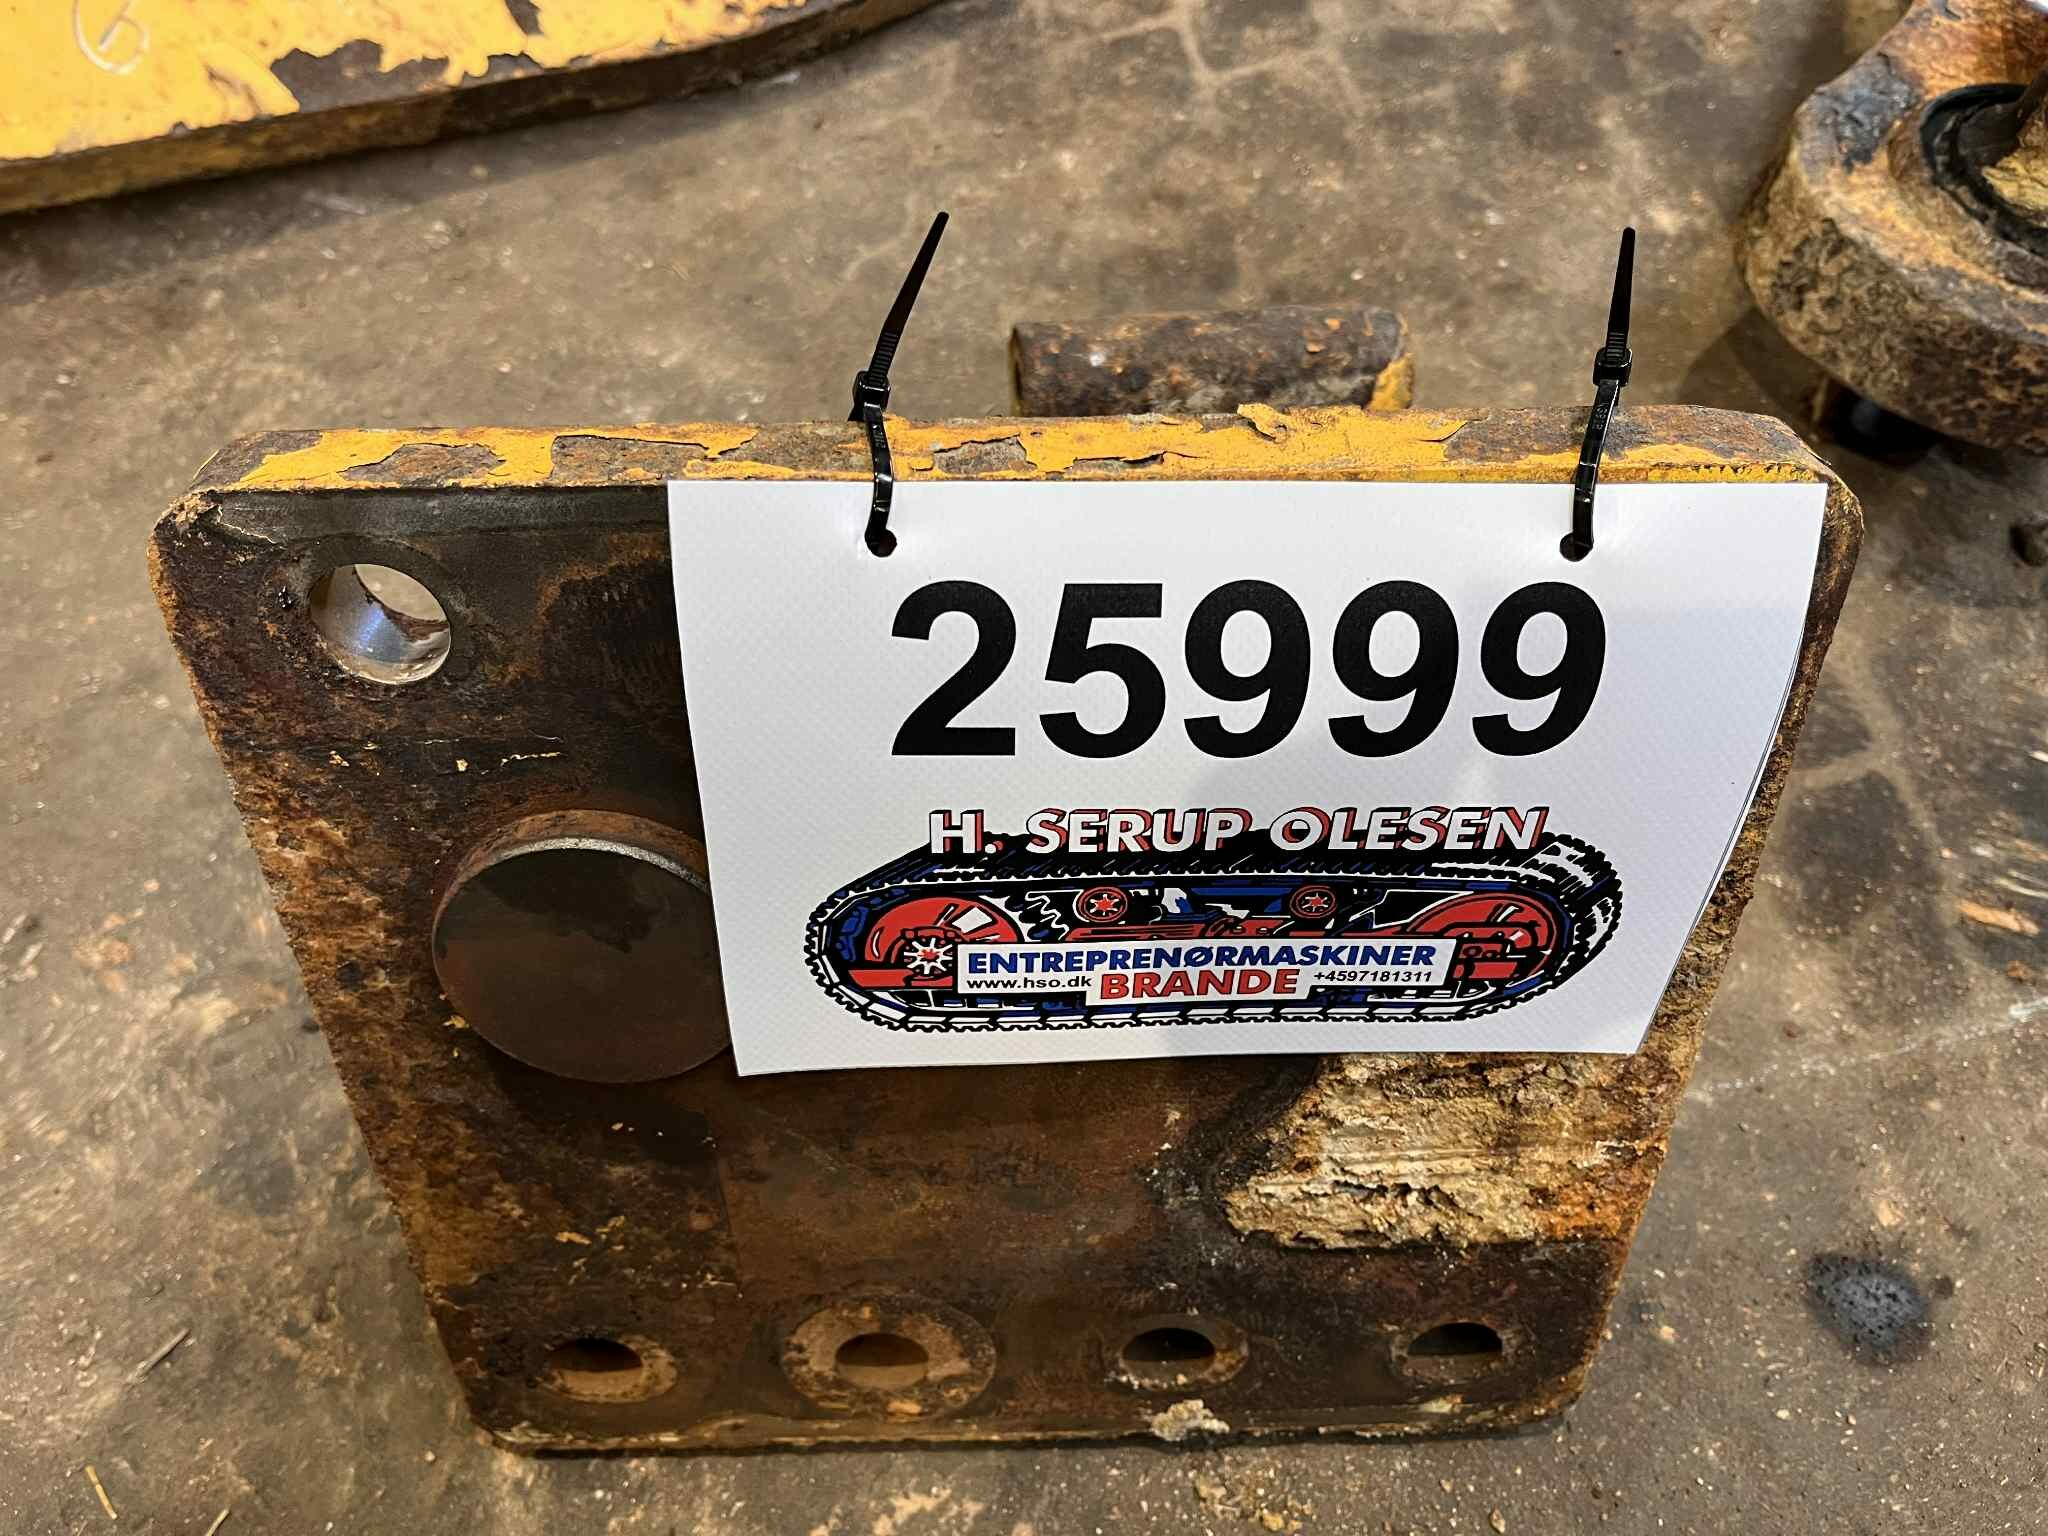 25999
H. SERUP OLESEN
ENTREPRENØRMASKINER
www.hso.dk BRANDE +4597181311